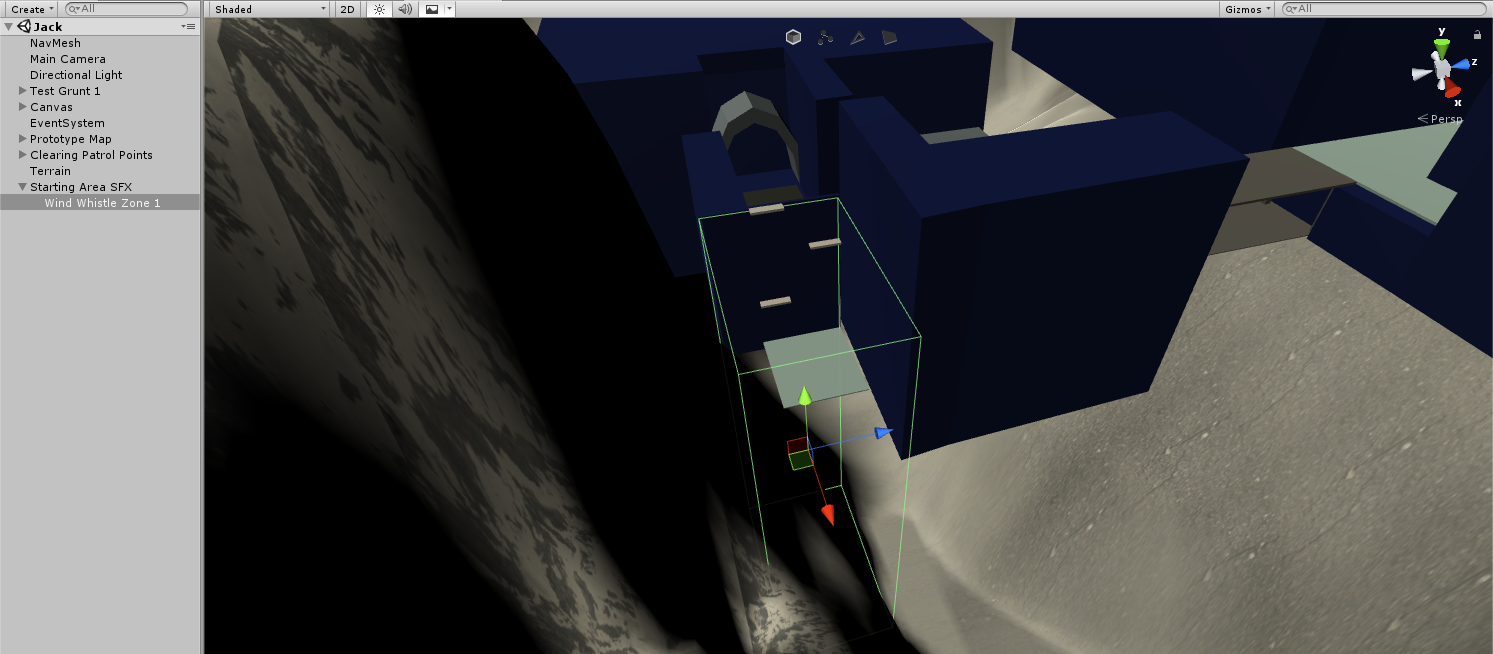 Create All Shaded 2D Gizmos All
Jack
NavMesh
Main Camera
Directional Light
Test Grunt 1
Canvas
EventSystem
Prototype Map
Clearing Patrol Points
Terrain
Starting Area SFX
Wind Whistle Zone 1
y
z
x
Persp